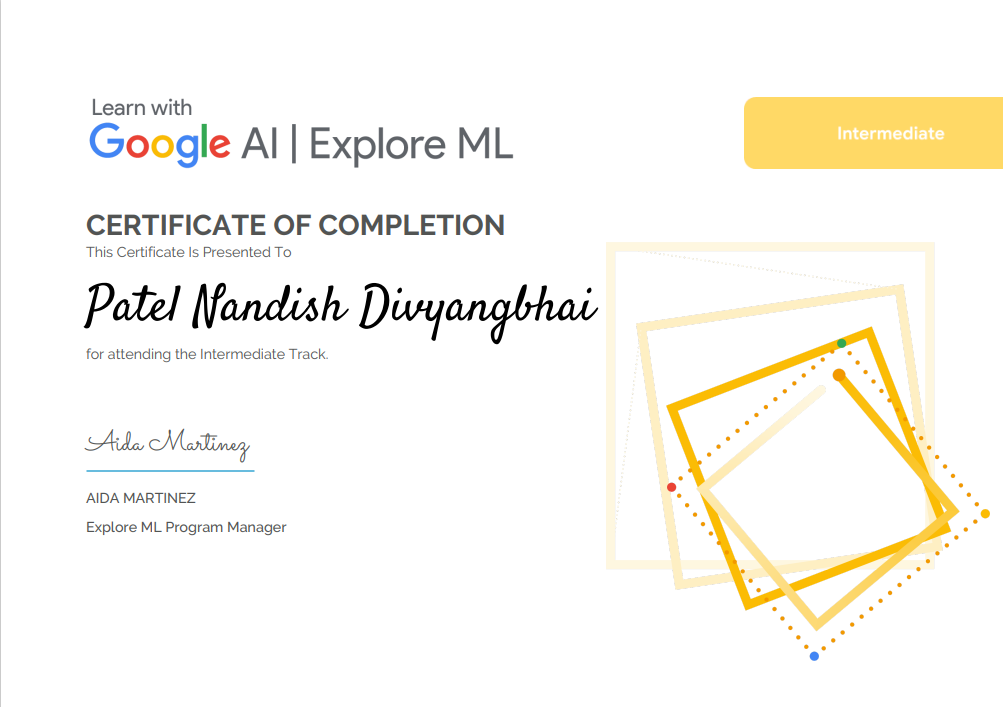 Learn with
Google AI | Explore ML
Intermediate
CERTIFICATE OF COMPLETION
This Certificate Is Presented To
Patel Nandish Divyangbhai
for attending the Intermediate Track.
Aida Martinez
AIDA MARTINEZ
Explore ML Program Manager